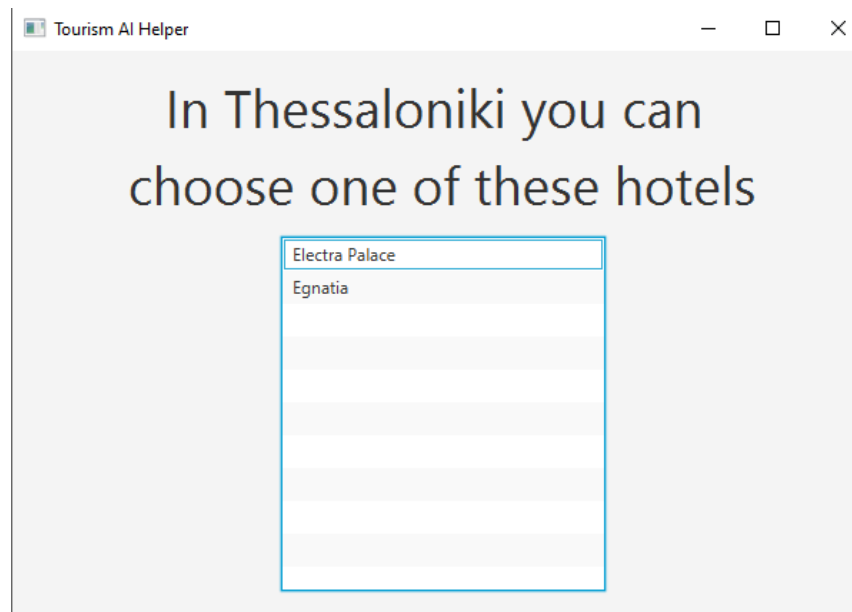 Tourism AI Helper
In Thessaloniki you can
choose one of these hotels
Electra Palace
Egnatia